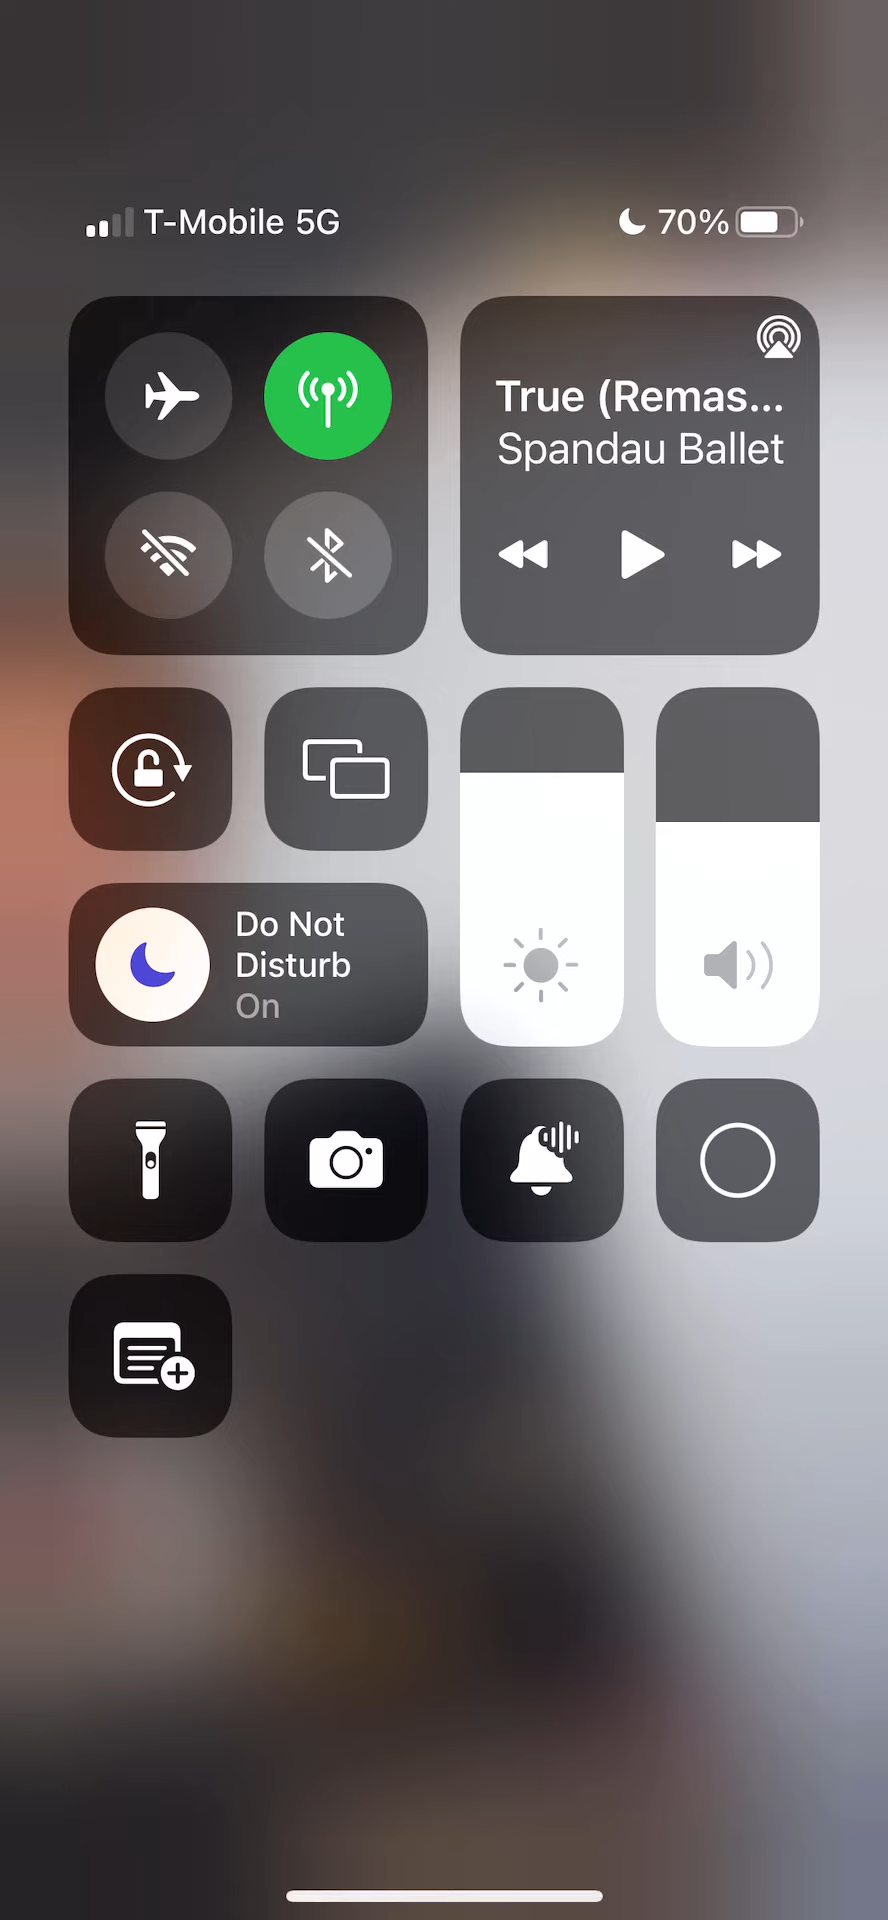 T-Mobile 5G
70%
True (Remas...
Spandau Ballet
Do Not
Disturb
On